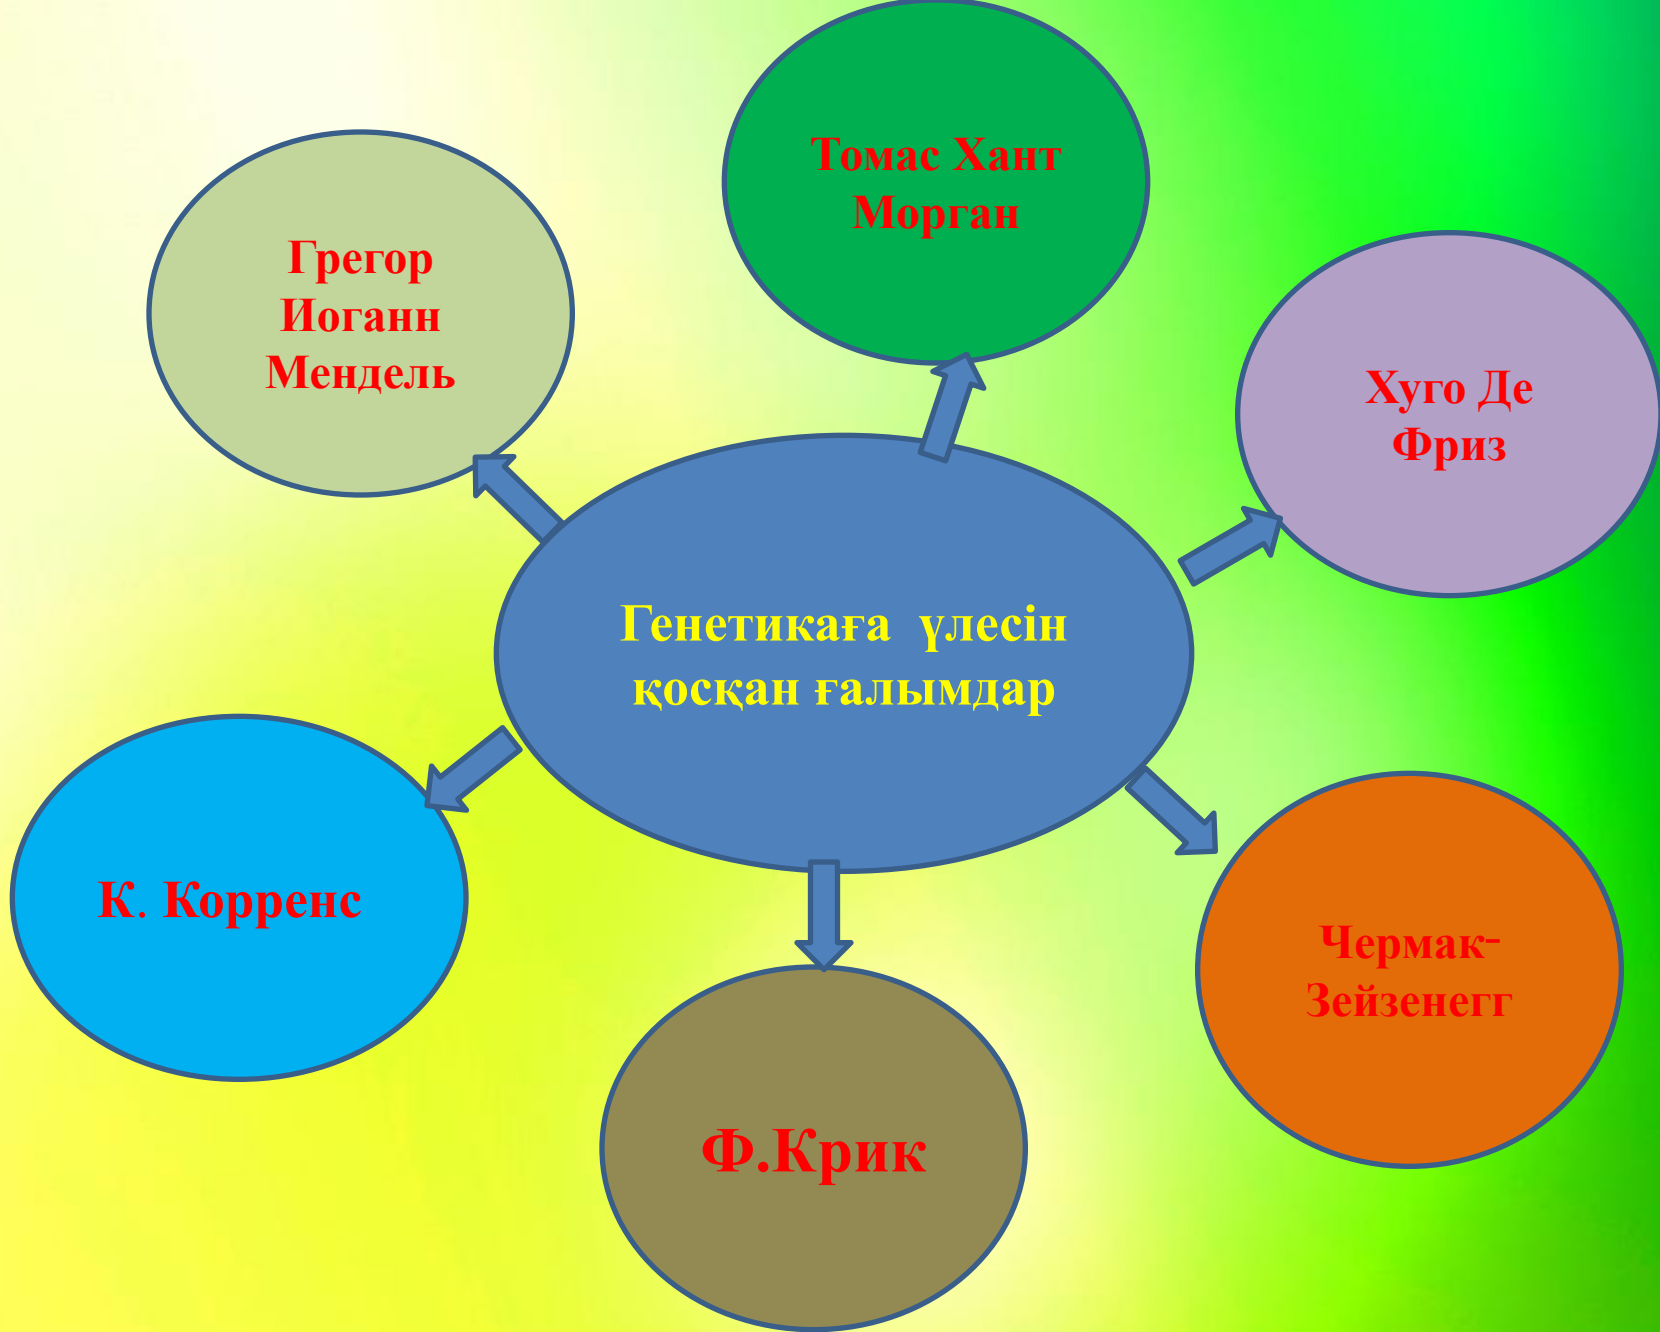 Томас Хант
Морган
Грегор
Иоганн
Мендель
Хуго Де
Фриз
Генетикаға үлесін
қосқан ғалымдар
К. Корренс
Чермак-
Зейзенегг
Ф.Крик